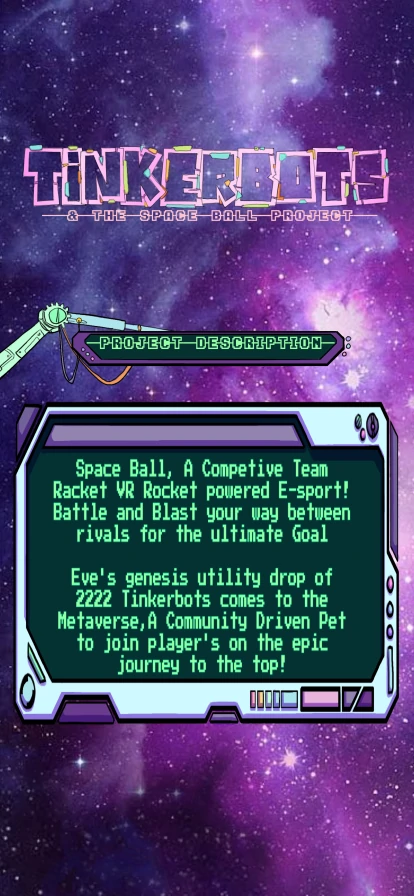 TINKERBOTS
& THE SPACE BALL PROJECT
PROJECT DESCRIPTION
Space Ball, A Competive Team
Racket VR Rocket powered E-sport!
Battle and Blast your way between
rivals for the ultimate Goal
Eve's genesis utility drop of
2222 Tinkerbots comes to the
Metaverse,A Community Driven Pet
to join player's on the epic
journey to the top!